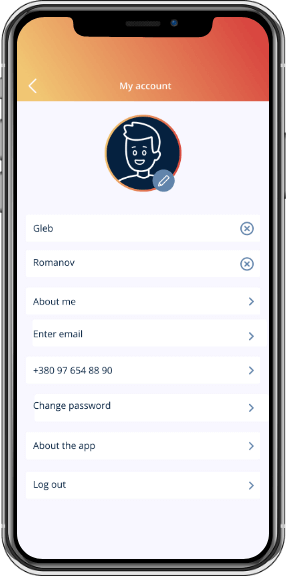 My account
Gleb
Romanov
About me
Enter email
+380 97 654 88 90
Change password
About the app
Log out